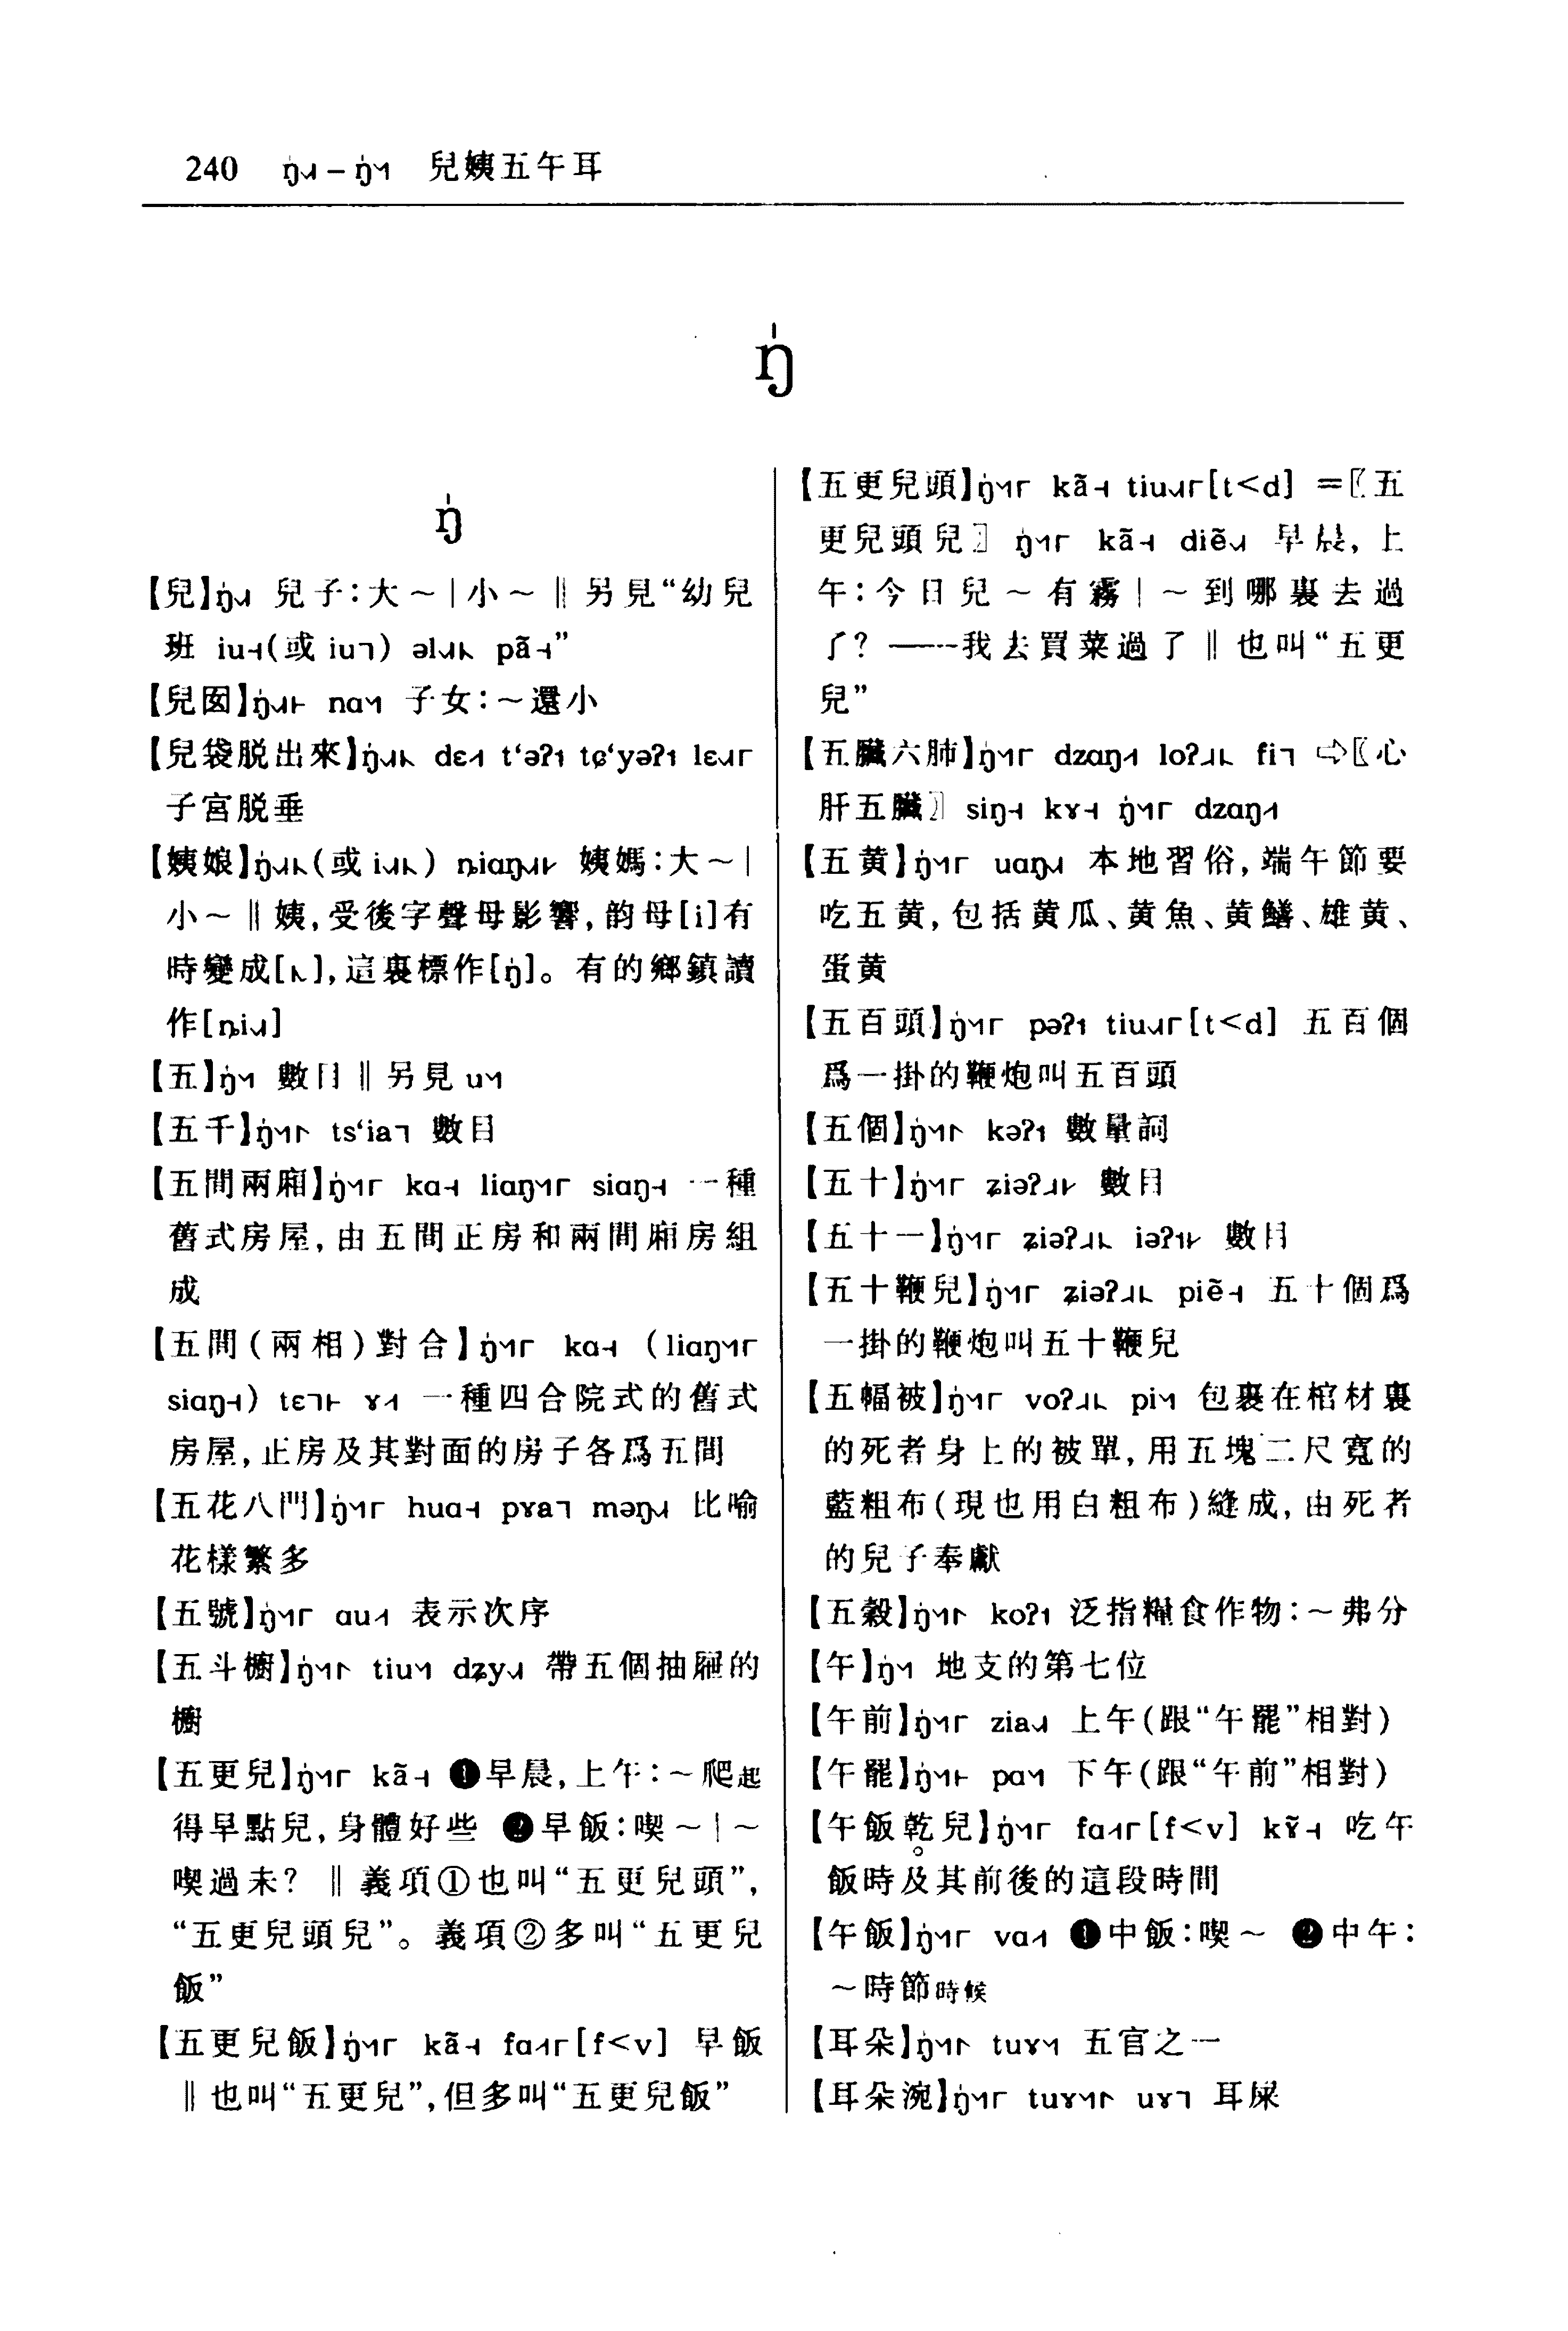 240 ŋ̍˧˩˧ – ŋ̍˥˧˥ 兒姨五午耳
ŋ̍
ŋ̍
【兒】ŋ̍˧˩˧ 兒子：大～｜小～‖另見“幼兒
班 iu˧˧˦(或 iu˥) əl˧˩˧꜔꜖ pã˧˧˦”
【兒囡】ŋ̍˧˩˧꜔ nɑ˥˧˥ 子女：～還小
【兒袋脱出來】ŋ̍˧˩˧꜔꜖ dɛ˩˦ t‘əʔ˦ tɕ‘yəʔ˦ lɛ˧˩˧꜒
子宮脱垂
【姨娘】ŋ̍˧˩˧꜔꜖(或 i˧˩˧꜔꜖) ȵiɑŋ˧˩˧꜖꜓ 姨媽：大～｜
小～‖姨，受後字聲母影響，韵母[i]有
時變成[ʅ]，這裏標作[ŋ̍]。有的鄉鎮讀
作[ȵi˧˩˧]
【五】ŋ̍˥˧˥ 數目‖另見 u˥˧˥
【五千】ŋ̍˥˧˥꜒꜔ ts‘ia˥ 數目
【五間兩廂】ŋ̍˥˧˥꜒ kɑ˧˧˦ liɑŋ˥˧˥꜒ siɑŋ˧˧˦ 一種
舊式房屋，由五間正房和兩間廂房組
成
【五間(兩相)對合】ŋ̍˥˧˥꜒ kɑ˧˧˦ (liɑŋ˥˧˥꜒
siɑŋ˧˧˦) tɛ˥꜔ ɤ˩˦ 一種四合院式的舊式
房屋，正房及其對面的房子各爲五間
【五花八門】ŋ̍˥˧˥꜒ huɑ˧˧˦ pɤa˥ məŋ˧˩˧ 比喻
花樣繁多
【五號】ŋ̍˥˧˥꜒ ɑu˩˦ 表示次序
【五斗櫥】ŋ̍˥˧˥꜒꜔ tiu˥˧˥ dʑy˧˩˧ 帶五個抽屜的
櫥
【五更兒】ŋ̍˥˧˥꜒ kã˧˧˦ ❶早晨，上午：～爬起
得早點兒，身體好些 ❷早飯：喫～｜～
喫過未？ ‖義項①也叫“五更兒頭”，
“五更兒頭兒”。義項②多叫“五更兒
飯”
【五更兒飯】ŋ̍˥˧˥꜒ kã˧˧˦ fɑ˩˦꜒[f<v] 早飯
‖也叫“五更兒”，但多叫“五更兒飯”
【五更兒頭】ŋ̍˥˧˥꜒ kã˧˧˦ tiu˧˩˧꜒[t<d] ＝〖五
更兒頭兒〗 ŋ̍˥˧˥꜒ kã˧˧˦ diẽ˧˩˧ 早晨，上
午：今日兒～有霧｜～到哪裏去過
了？——我去買菜過了‖也叫“五更
兒”
【五臟六肺】ŋ̍˥˧˥꜒ dzɑŋ˩˦ loʔ˨˩˨꜖ fi˥ ⇨〖心
肝五臟〗 siŋ˧˧˦ kɤ˧˧˦ ŋ̍˥˧˥꜒ dzɑŋ˩˦
【五黄】ŋ̍˥˧˥꜒ uɑŋ˧˩˧ 本地習俗，端午節要
吃五黄，包括黄瓜、黄魚、黄鱔、雄黄、
蛋黄
【五百頭】ŋ̍˥˧˥꜒ pəʔ˦ tiu˧˩˧꜒[t<d] 五百個
爲一掛的鞭炮叫五百頭
【五個】ŋ̍˥˧˥꜒꜔ kəʔ˦ 數量詞
【五十】ŋ̍˥˧˥꜒ ʑiəʔ˨˩˨꜖꜓ 數目
【五十一】ŋ̍˥˧˥꜒ ʑiəʔ˨˩˨꜖ iəʔ˦꜖꜓ 數目
【五十鞭兒】ŋ̍˥˧˥꜒ ʑiəʔ˨˩˨꜖ piẽ˧˧˦ 五十個爲
一掛的鞭炮叫五十鞭兒
【五幅被】ŋ̍˥˧˥꜒ voʔ˨˩˨꜖ pi˥˧˥ 包裹在棺材裏
的死者身上的被單，用五塊二尺寬的
藍粗布(現也用白粗布)縫成，由死者
的兒子奉獻
【五穀】ŋ̍˥˧˥꜒꜔ koʔ˦ 泛指糧食作物：～弗分
【午】ŋ̍˥˧˥ 地支的第七位
【午前】ŋ̍˥˧˥꜒ zia˧˩˧ 上午(跟“午罷”相對)
【午罷】ŋ̍˥˧˥꜔ pɑ˥˧˥ 下午(跟“午前”相對)
【午飯乾兒】ŋ̍˥˧˥꜒ fɑ˩˦꜒[f<v] kɤ̃˧˧˦ 吃午
飯時及其前後的這段時間
【午飯】ŋ̍˥˧˥꜒ vɑ˩˦ ❶中飯：喫～ ❷中午：
～時節時候
【耳朵】ŋ̍˥˧˥꜒꜔ tuɤ˥˧˥ 五官之一
【耳朵涴】ŋ̍˥˧˥꜒ tuɤ˥˧˥꜒꜔ uɤ˥ 耳屎